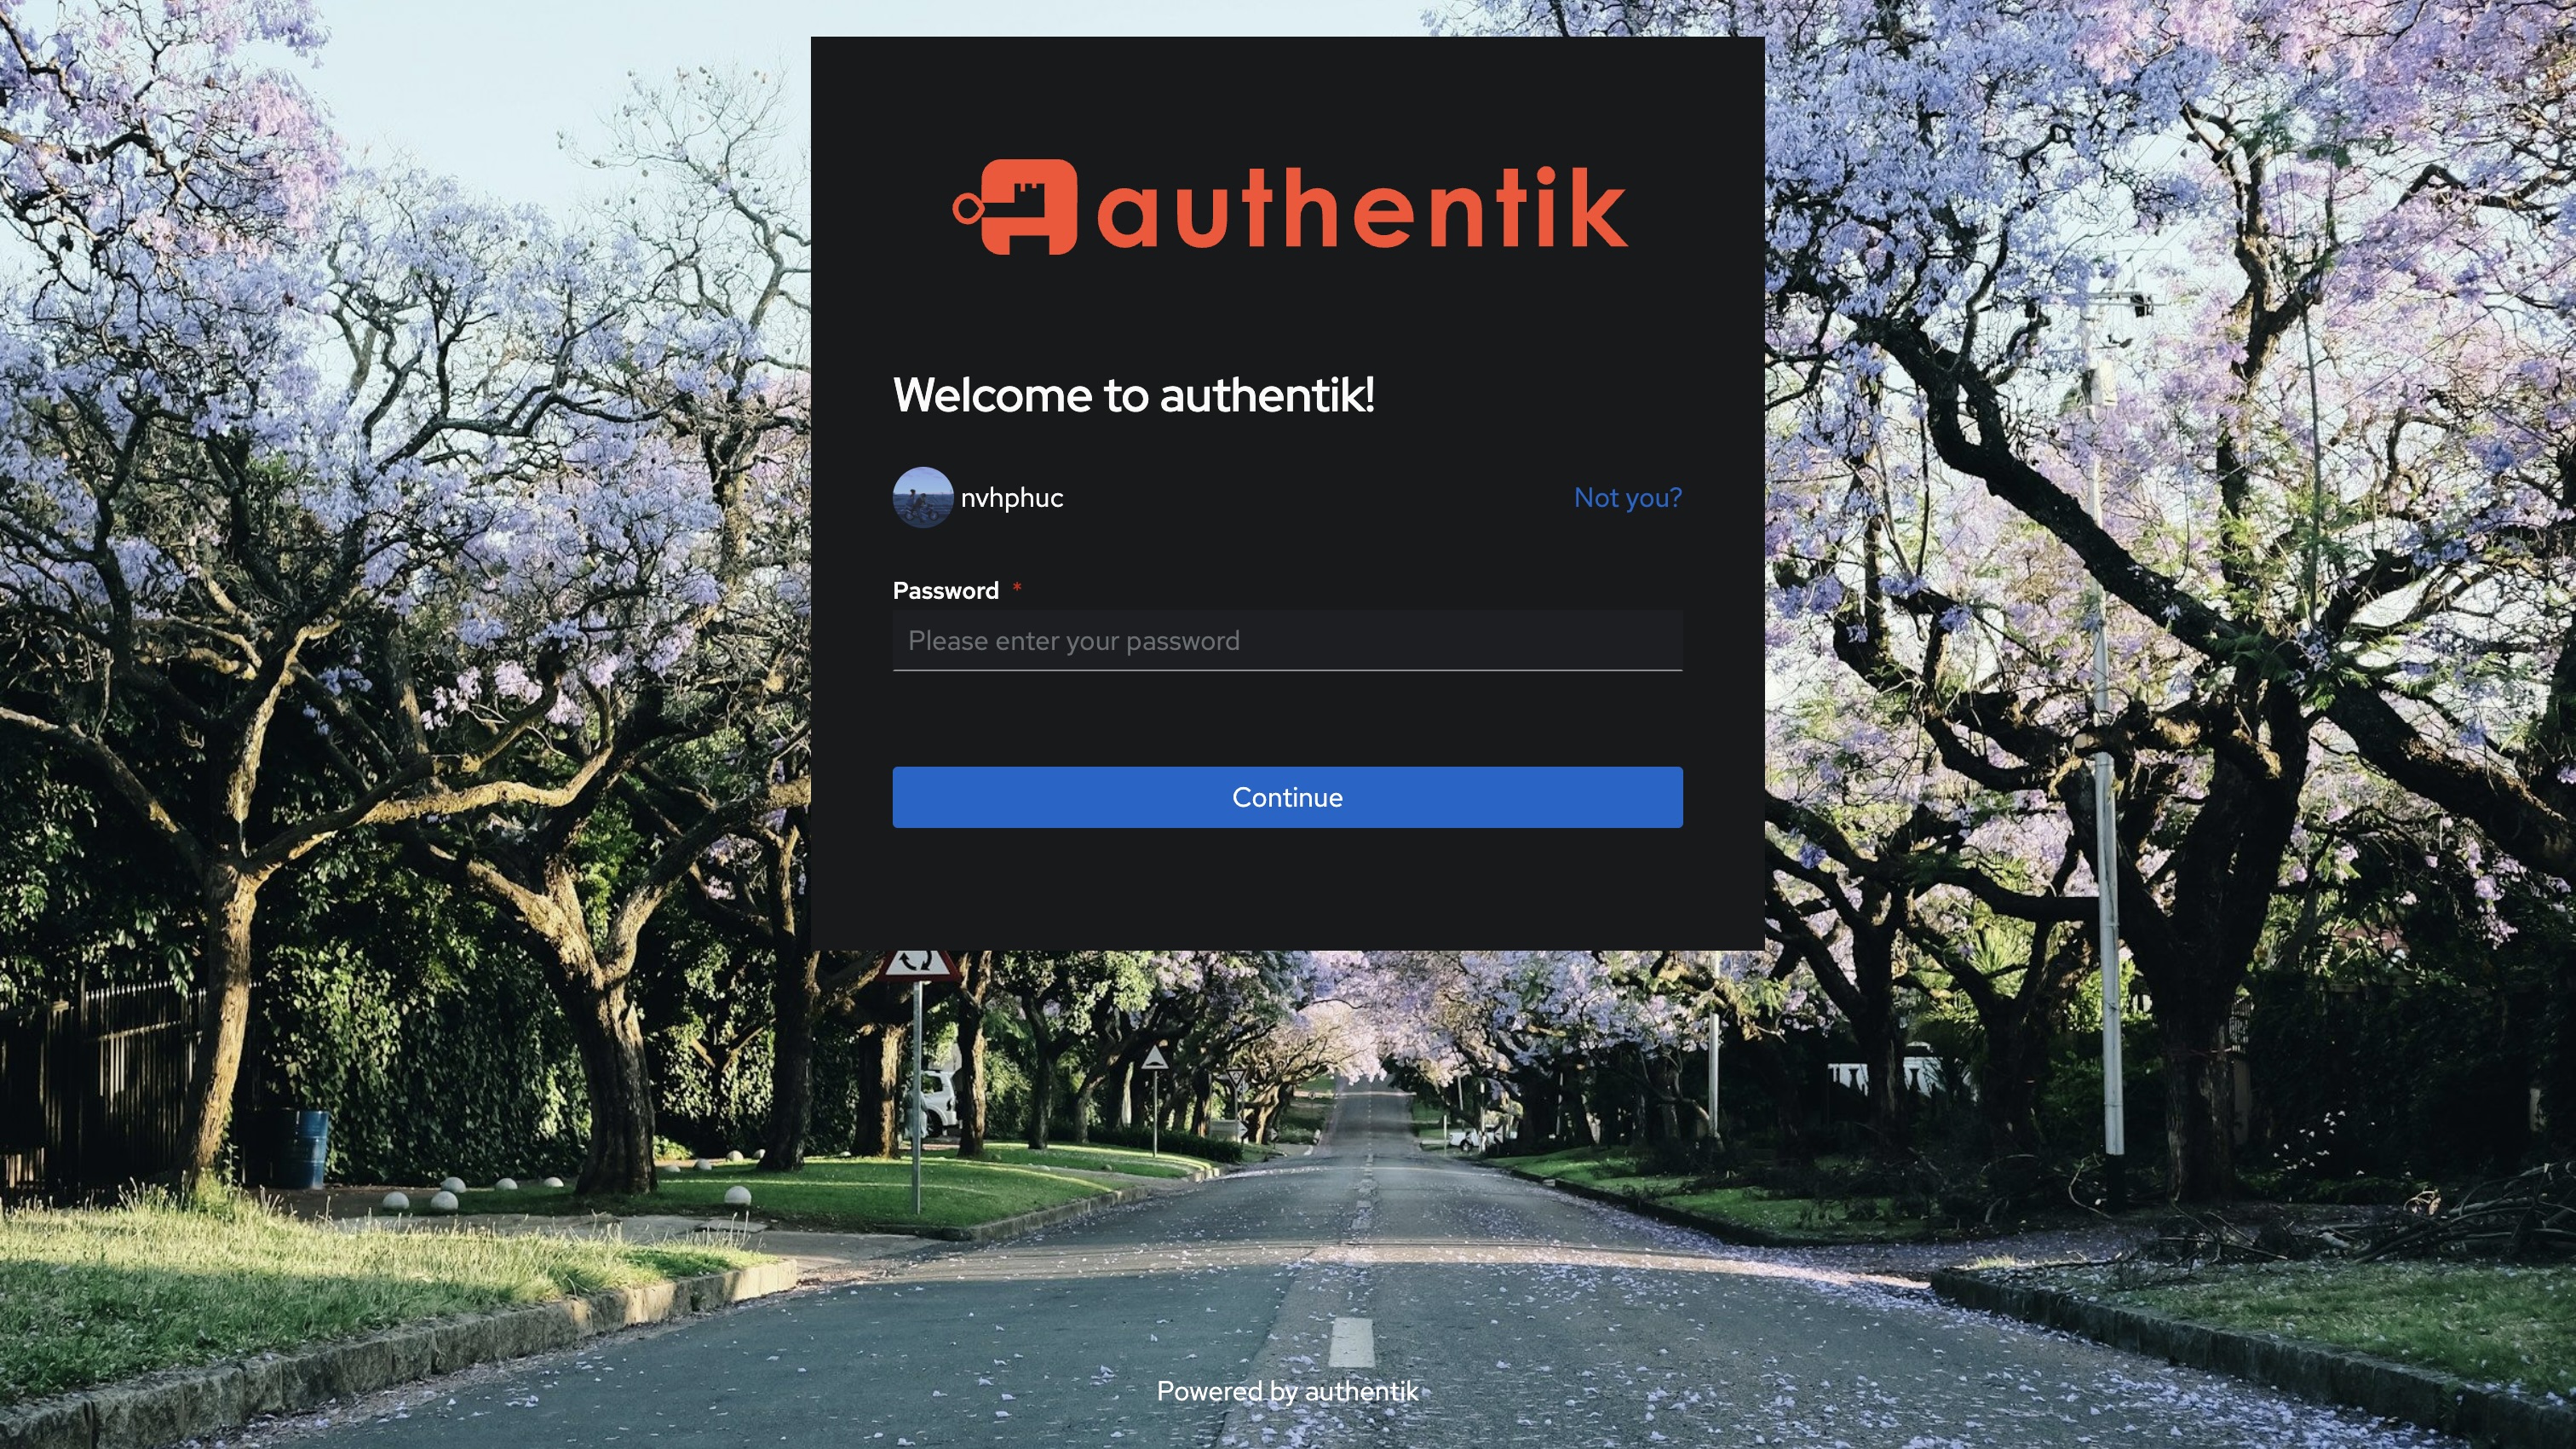 authentik
Welcome to authentik!
nvhphuc
Not you?
Password *
Please enter your password
Continue
Powered by authentik